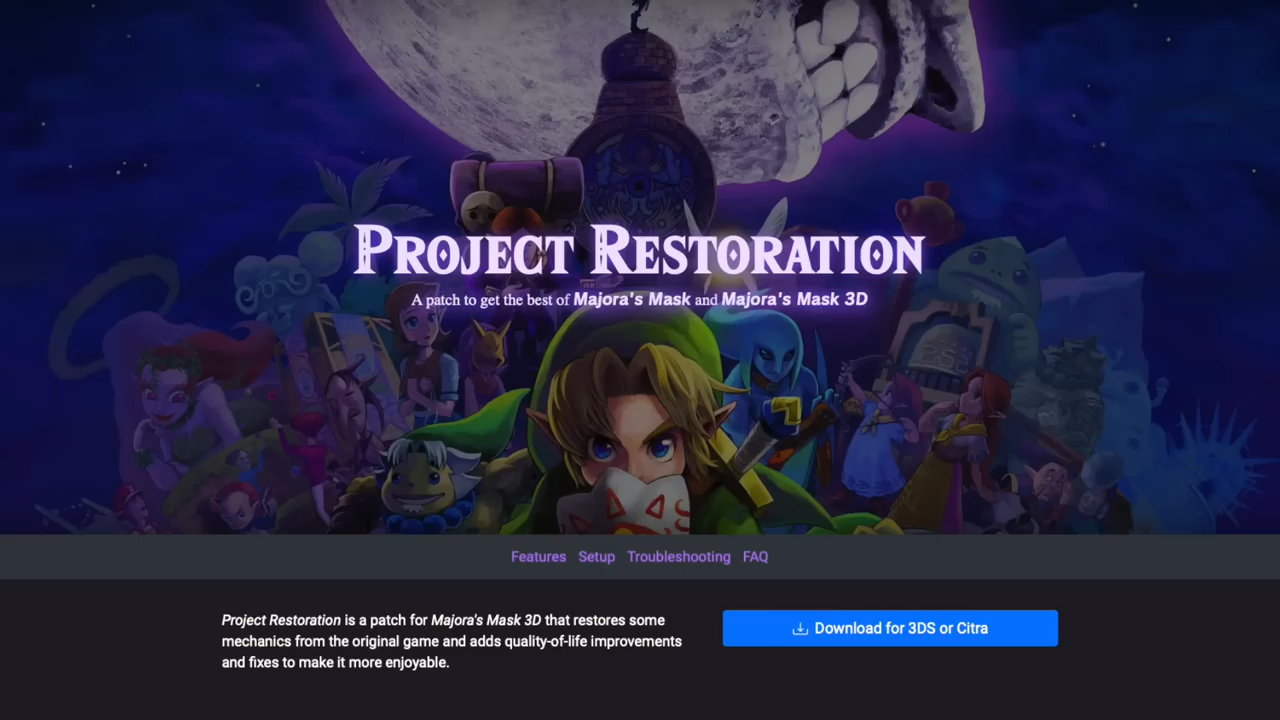 PROJECT RESTORATION
A patch to get the best of Majora's Mask and Majora's Mask 3D
Features Setup Troubleshooting FAQ
Project Restoration is a patch for Majora's Mask 3D that restores some
mechanics from the original game and adds quality-of-life improvements
and fixes to make it more enjoyable.
Download for 3DS or Citra